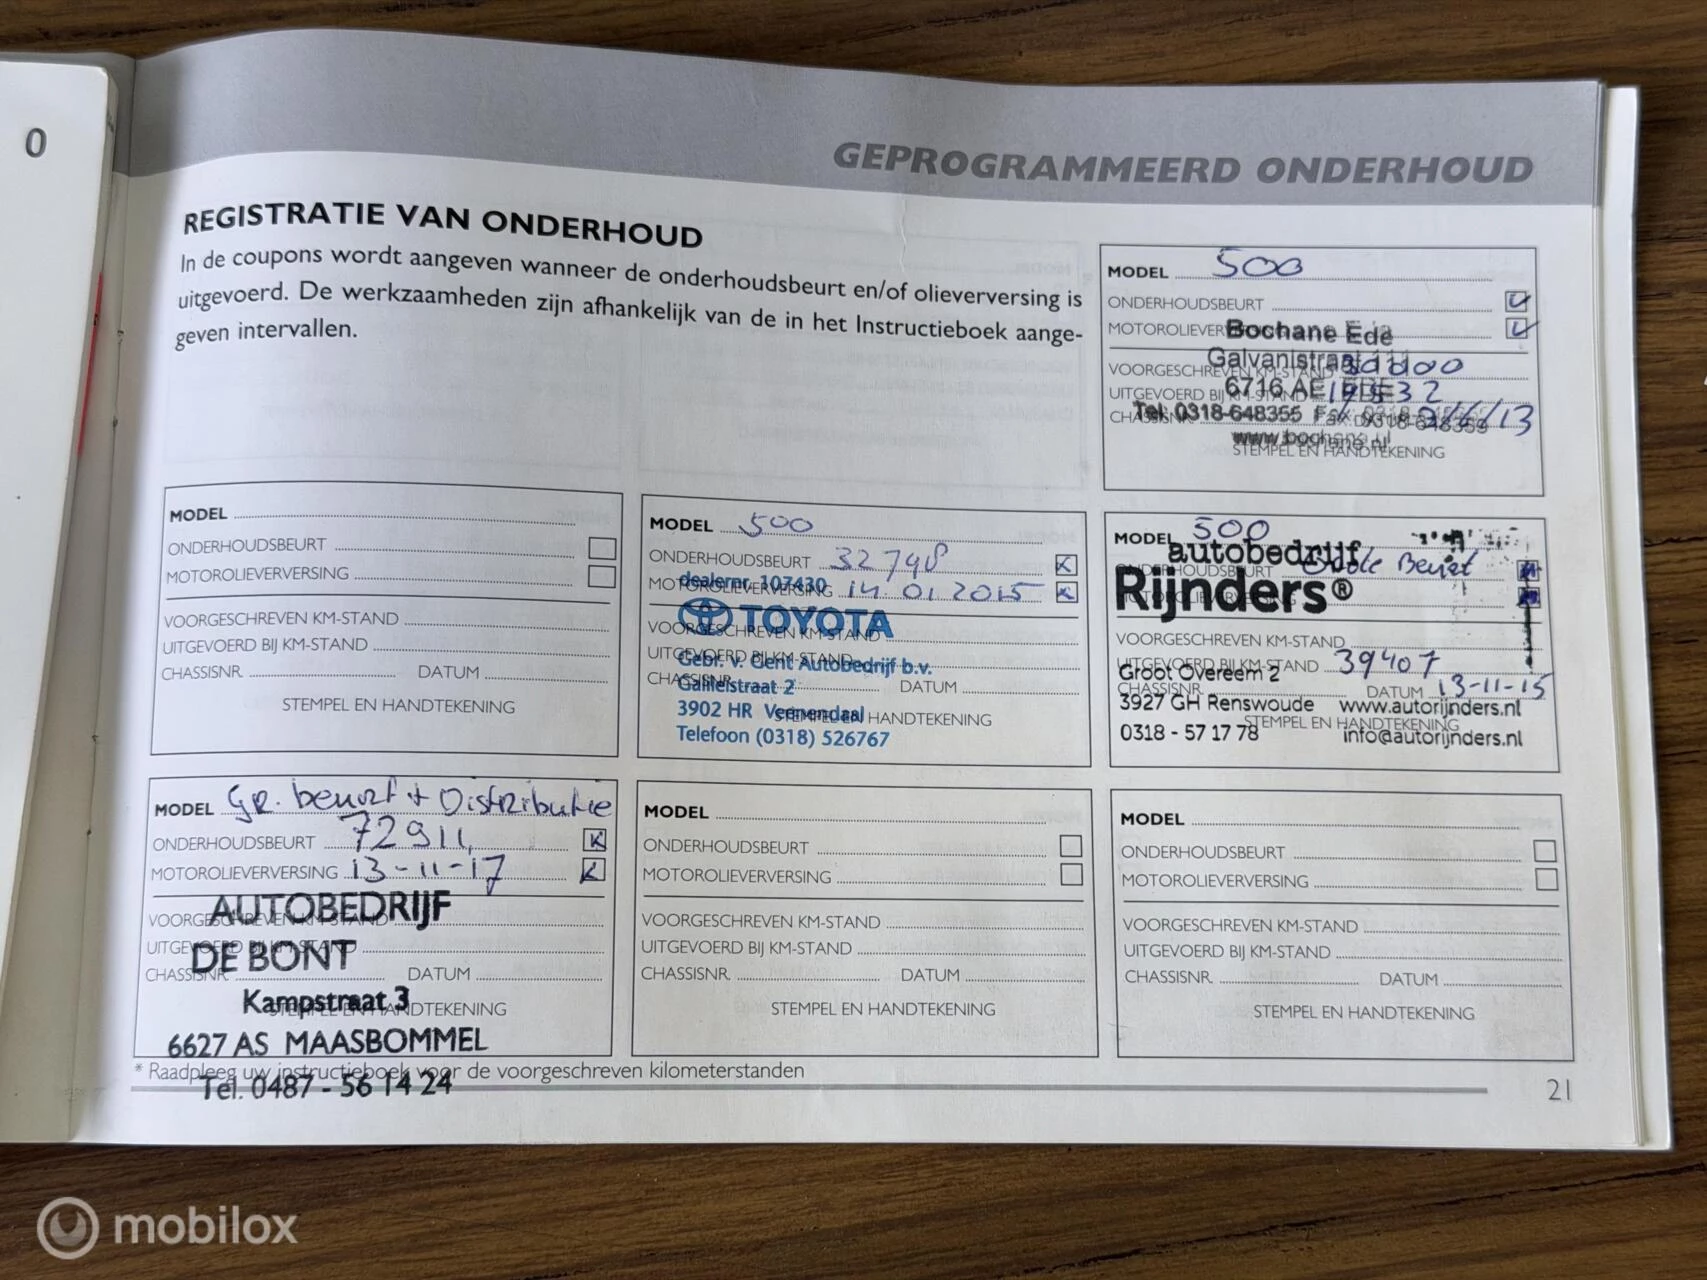 0
GEPROGRAMMEERD ONDERHOUD
REGISTRATIE VAN ONDERHOUD
In de coupons wordt aangeven wanneer de onderhoudsbeurt en/of olieverversing is
uitgevoerd. De werkzaamheden zijn afhankelijk van de in het Instructieboek aange-
geven intervallen.
MODEL 500
ONDERHOUDSBEURT
Bochane Ede
Galvanistraat
VOORGESCHREVEN KM-STAND
6716 AE EDE
UITGEVOERD BIJ KM-STAND
Tel. 0318-648355 Fax. 0318-648359
www.bochane.nl
STEMPEL EN HANDTEKENING
MODEL
ONDERHOUDSBEURT
MOTOROLIEVERVERSING
VOORGESCHREVEN KM-STAND
UITGEVOERD BIJ KM-STAND
CHASSISNR. DATUM
STEMPEL EN HANDTEKENING
MODEL 500
ONDERHOUDSBEURT 32798
MOTOROLIEVERVERSING 14.01 2015
dealernr. 107430
TOYOTA
VOORGESCHREVEN KM-STAND
UITGEVOERD BIJ KM-STAND
Gebr. v. Gent Autobedrijf b.v.
CHASSISNR. DATUM
Galileistraat 2
3902 HR Veenendaal
STEMPEL EN HANDTEKENING
Telefoon (0318) 526767
MODEL 500
autobedrijf
ONDERHOUDSBEURT Grote Beurt
Rijnders®
VOORGESCHREVEN KM-STAND
UITGEVOERD BIJ KM-STAND 39407
Groot Overeem 2
CHASSISNR. DATUM 13-11-15
3927 GH Renswoude www.autorijnders.nl
STEMPEL EN HANDTEKENING
0318 - 57 17 78 info@autorijnders.nl
MODEL GR. beurt + Distributie
ONDERHOUDSBEURT 72911
MOTOROLIEVERVERSING 13-11-17
AUTOBEDRIJF
VOORGESCHREVEN KM-STAND
UITGEVOERD BIJ KM-STAND
DE BONT
CHASSISNR. DATUM
Kampstraat 3
STEMPEL EN HANDTEKENING
6627 AS MAASBOMMEL
Tel. 0487 - 56 14 24
MODEL
ONDERHOUDSBEURT
MOTOROLIEVERVERSING
VOORGESCHREVEN KM-STAND
UITGEVOERD BIJ KM-STAND
CHASSISNR. DATUM
STEMPEL EN HANDTEKENING
MODEL
ONDERHOUDSBEURT
MOTOROLIEVERVERSING
VOORGESCHREVEN KM-STAND
UITGEVOERD BIJ KM-STAND
CHASSISNR. DATUM
STEMPEL EN HANDTEKENING
* Raadpleeg uw instructieboek voor de voorgeschreven kilometerstanden
21
mobilox